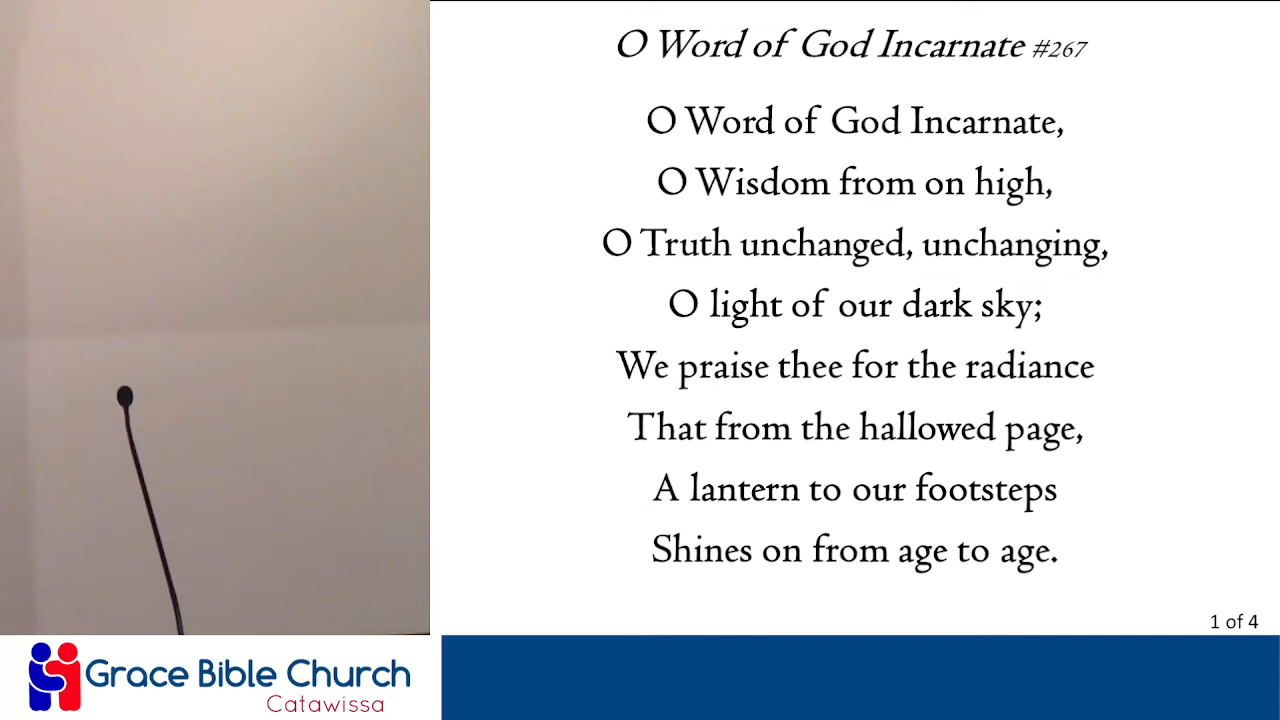 O Word of God Incarnate #267
O Word of God Incarnate,
O Wisdom from on high,
O Truth unchanged, unchanging,
O light of our dark sky;
We praise thee for the radiance
That from the hallowed page,
A lantern to our footsteps
Shines on from age to age.
1 of 4
Grace Bible Church
Catawissa